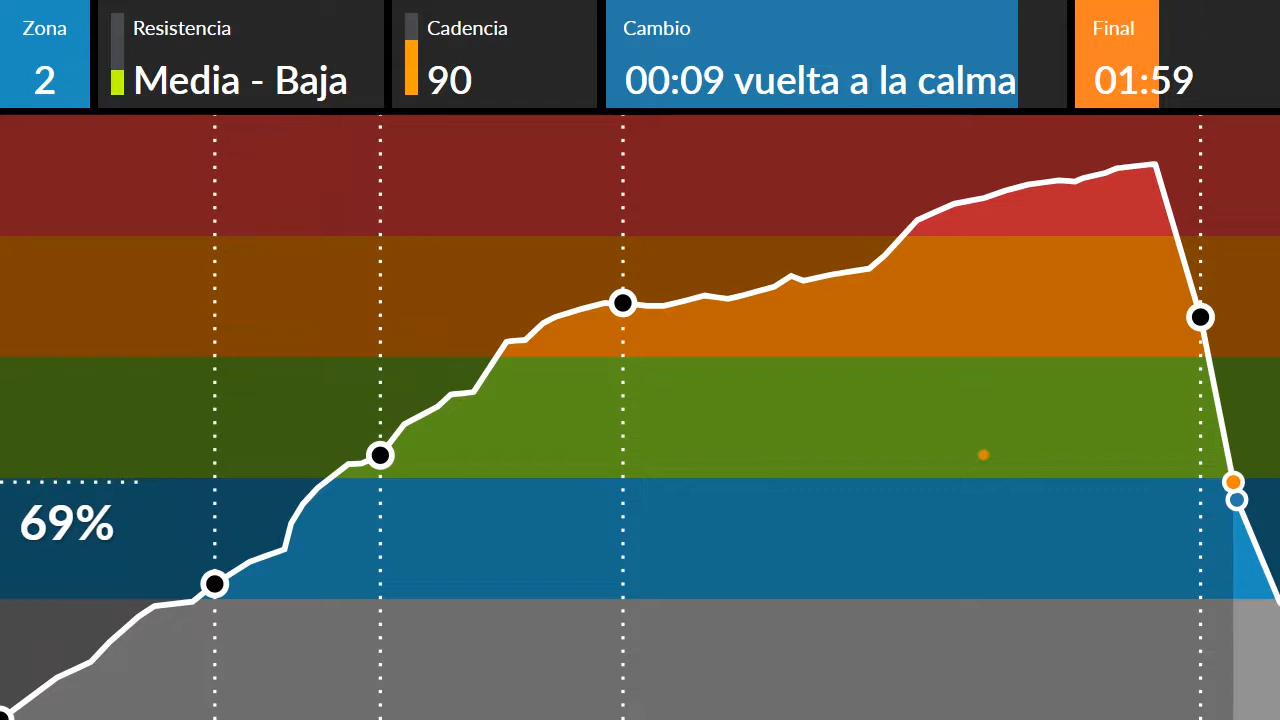 Zona
2
Resistencia
Media - Baja
Cadencia
90
Cambio
00:09 vuelta a la calma
Final
01:59
69%